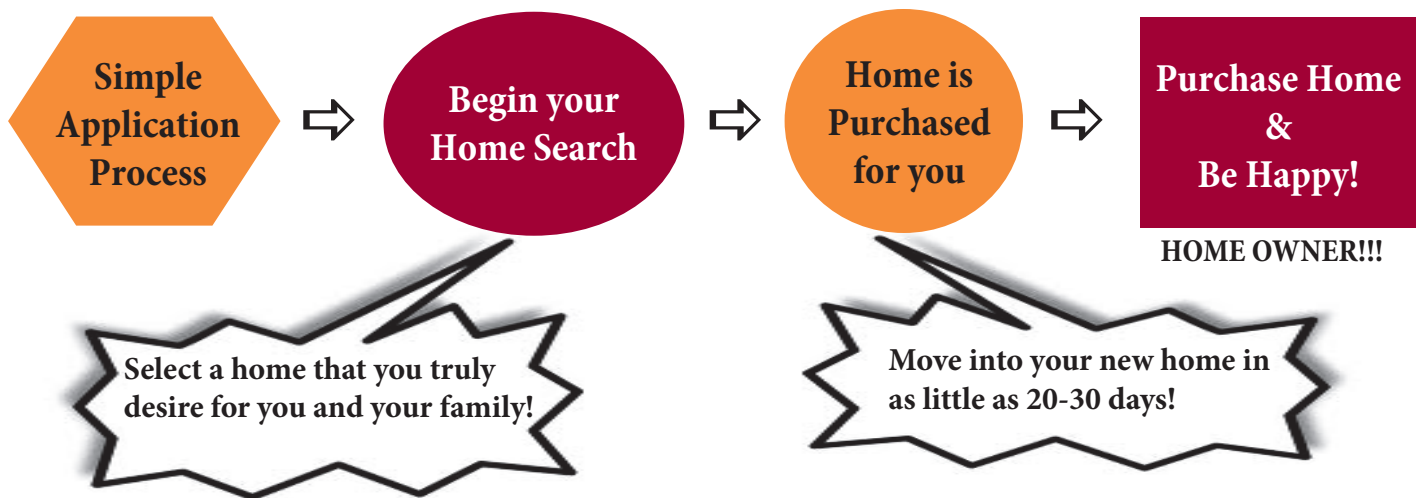 Simple
Application
Process
Begin your
Home Search
Home is
Purchased
for you
Purchase Home
&
Be Happy!
HOME OWNER!!!
Select a home that you truly
desire for you and your family!
Move into your new home in
as little as 20-30 days!